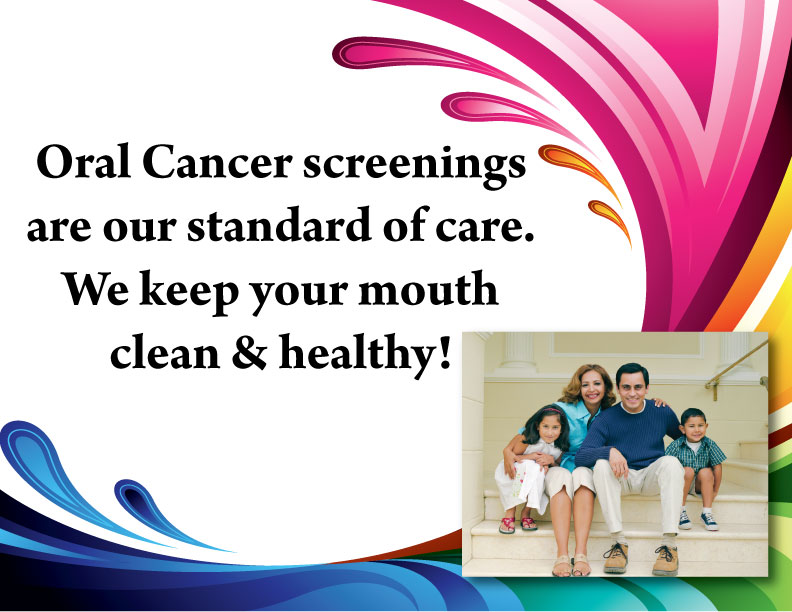 Oral Cancer screenings
are our standard of care.
We keep your mouth
clean & healthy!